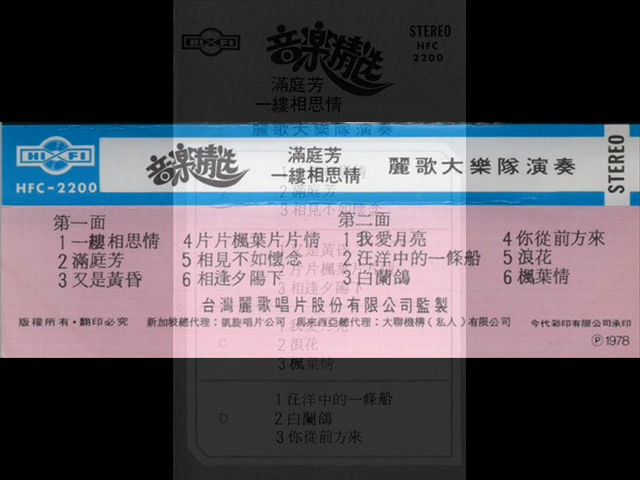 HI-FI
STEREO
HFC
2200
音樂精选
滿庭芳
一縷相思情
麗歌大樂隊演奏
HI-FI
HFC-2200
音樂精选
滿庭芳
一縷相思情
麗歌大樂隊演奏
STEREO
第一面
1 一縷相思情
2 滿庭芳
3 又是黃昏
4 片片楓葉片片情
5 相見不如懷念
6 相逢夕陽下
第二面
1 我愛月亮
2 汪洋中的一條船
3 白蘭鴿
4 你從前方來
5 浪花
6 楓葉情
台灣麗歌唱片股份有限公司監製
版權所有·翻印必究 新加坡總代理：凱旋唱片公司 馬來西亞總代理：大聯機構（私人）有限公司 今代彩印有限公司承印
Ⓟ1978
C
1 我愛月亮
2 浪花
3 楓葉情
D
1 汪洋中的一條船
2 白蘭鴿
3 你從前方來